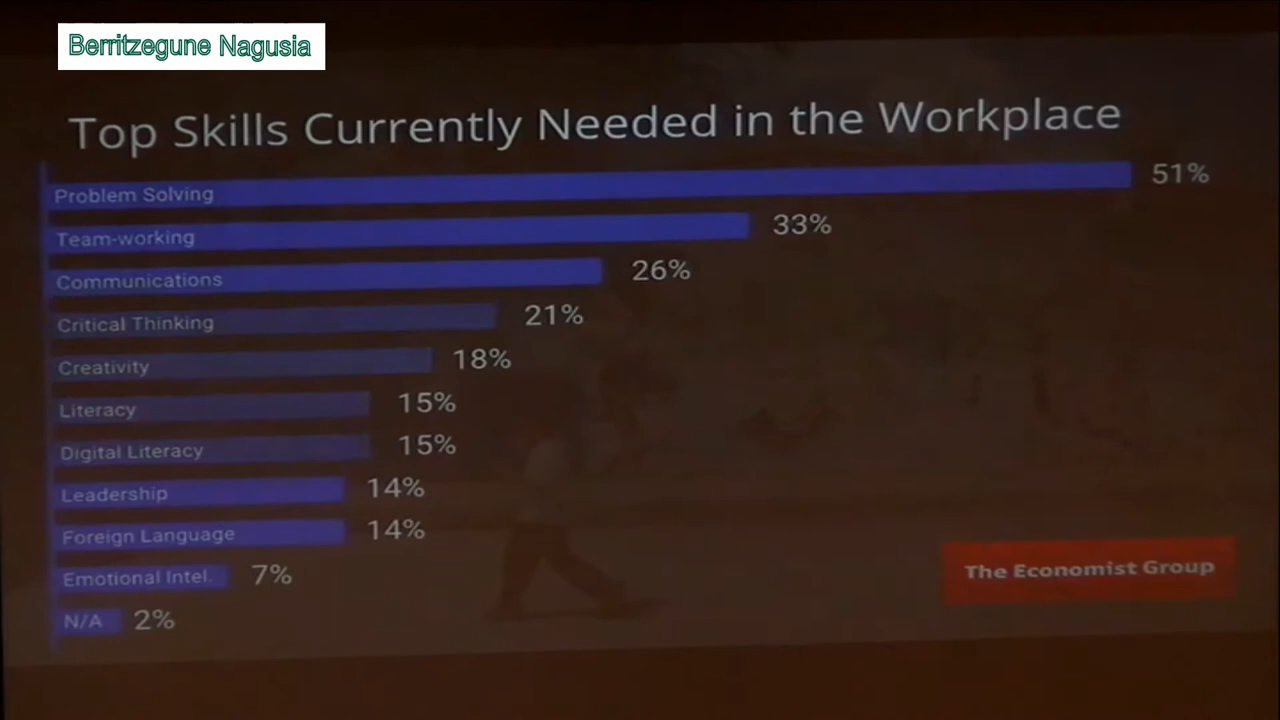 Berritzegune Nagusia
Top Skills Currently Needed in the Workplace
Problem Solving 51%
Team-working 33%
Communications 26%
Critical Thinking 21%
Creativity 18%
Literacy 15%
Digital Literacy 15%
Leadership 14%
Foreign Language 14%
Emotional Intel. 7%
N/A 2%
The Economist Group